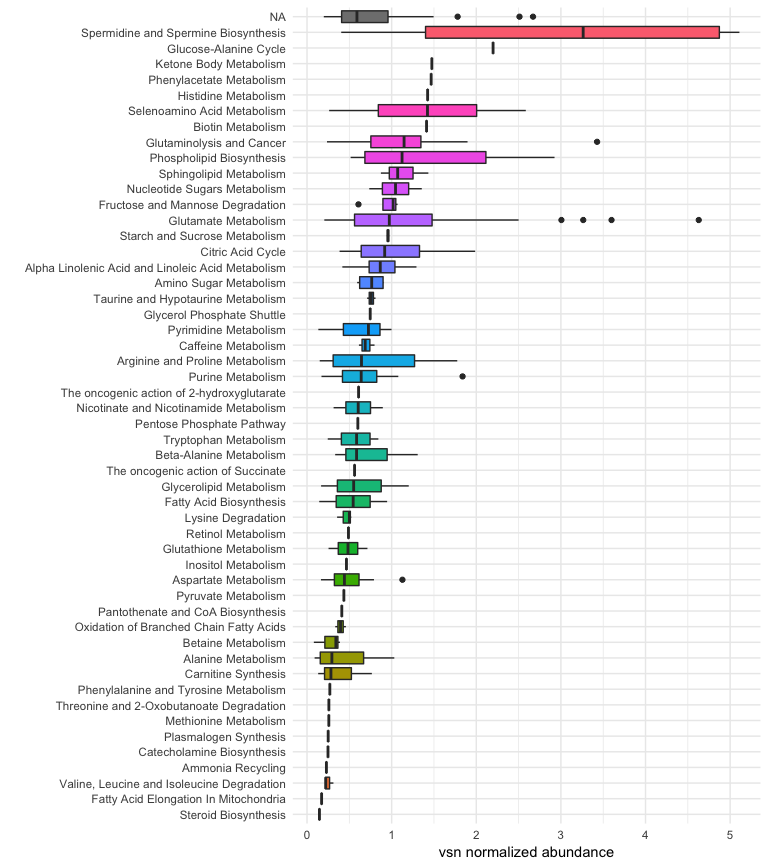 NA
Spermidine and Spermine Biosynthesis
Glucose-Alanine Cycle
Ketone Body Metabolism
Phenylacetate Metabolism
Histidine Metabolism
Selenoamino Acid Metabolism
Biotin Metabolism
Glutaminolysis and Cancer
Phospholipid Biosynthesis
Sphingolipid Metabolism
Nucleotide Sugars Metabolism
Fructose and Mannose Degradation
Glutamate Metabolism
Starch and Sucrose Metabolism
Citric Acid Cycle
Alpha Linolenic Acid and Linoleic Acid Metabolism
Amino Sugar Metabolism
Taurine and Hypotaurine Metabolism
Glycerol Phosphate Shuttle
Pyrimidine Metabolism
Caffeine Metabolism
Arginine and Proline Metabolism
Purine Metabolism
The oncogenic action of 2-hydroxyglutarate
Nicotinate and Nicotinamide Metabolism
Pentose Phosphate Pathway
Tryptophan Metabolism
Beta-Alanine Metabolism
The oncogenic action of Succinate
Glycerolipid Metabolism
Fatty Acid Biosynthesis
Lysine Degradation
Retinol Metabolism
Glutathione Metabolism
Inositol Metabolism
Aspartate Metabolism
Pyruvate Metabolism
Pantothenate and CoA Biosynthesis
Oxidation of Branched Chain Fatty Acids
Betaine Metabolism
Alanine Metabolism
Carnitine Synthesis
Phenylalanine and Tyrosine Metabolism
Threonine and 2-Oxobutanoate Degradation
Methionine Metabolism
Plasmalogen Synthesis
Catecholamine Biosynthesis
Ammonia Recycling
Valine, Leucine and Isoleucine Degradation
Fatty Acid Elongation In Mitochondria
Steroid Biosynthesis
0 1 2 3 4 5
vsn normalized abundance